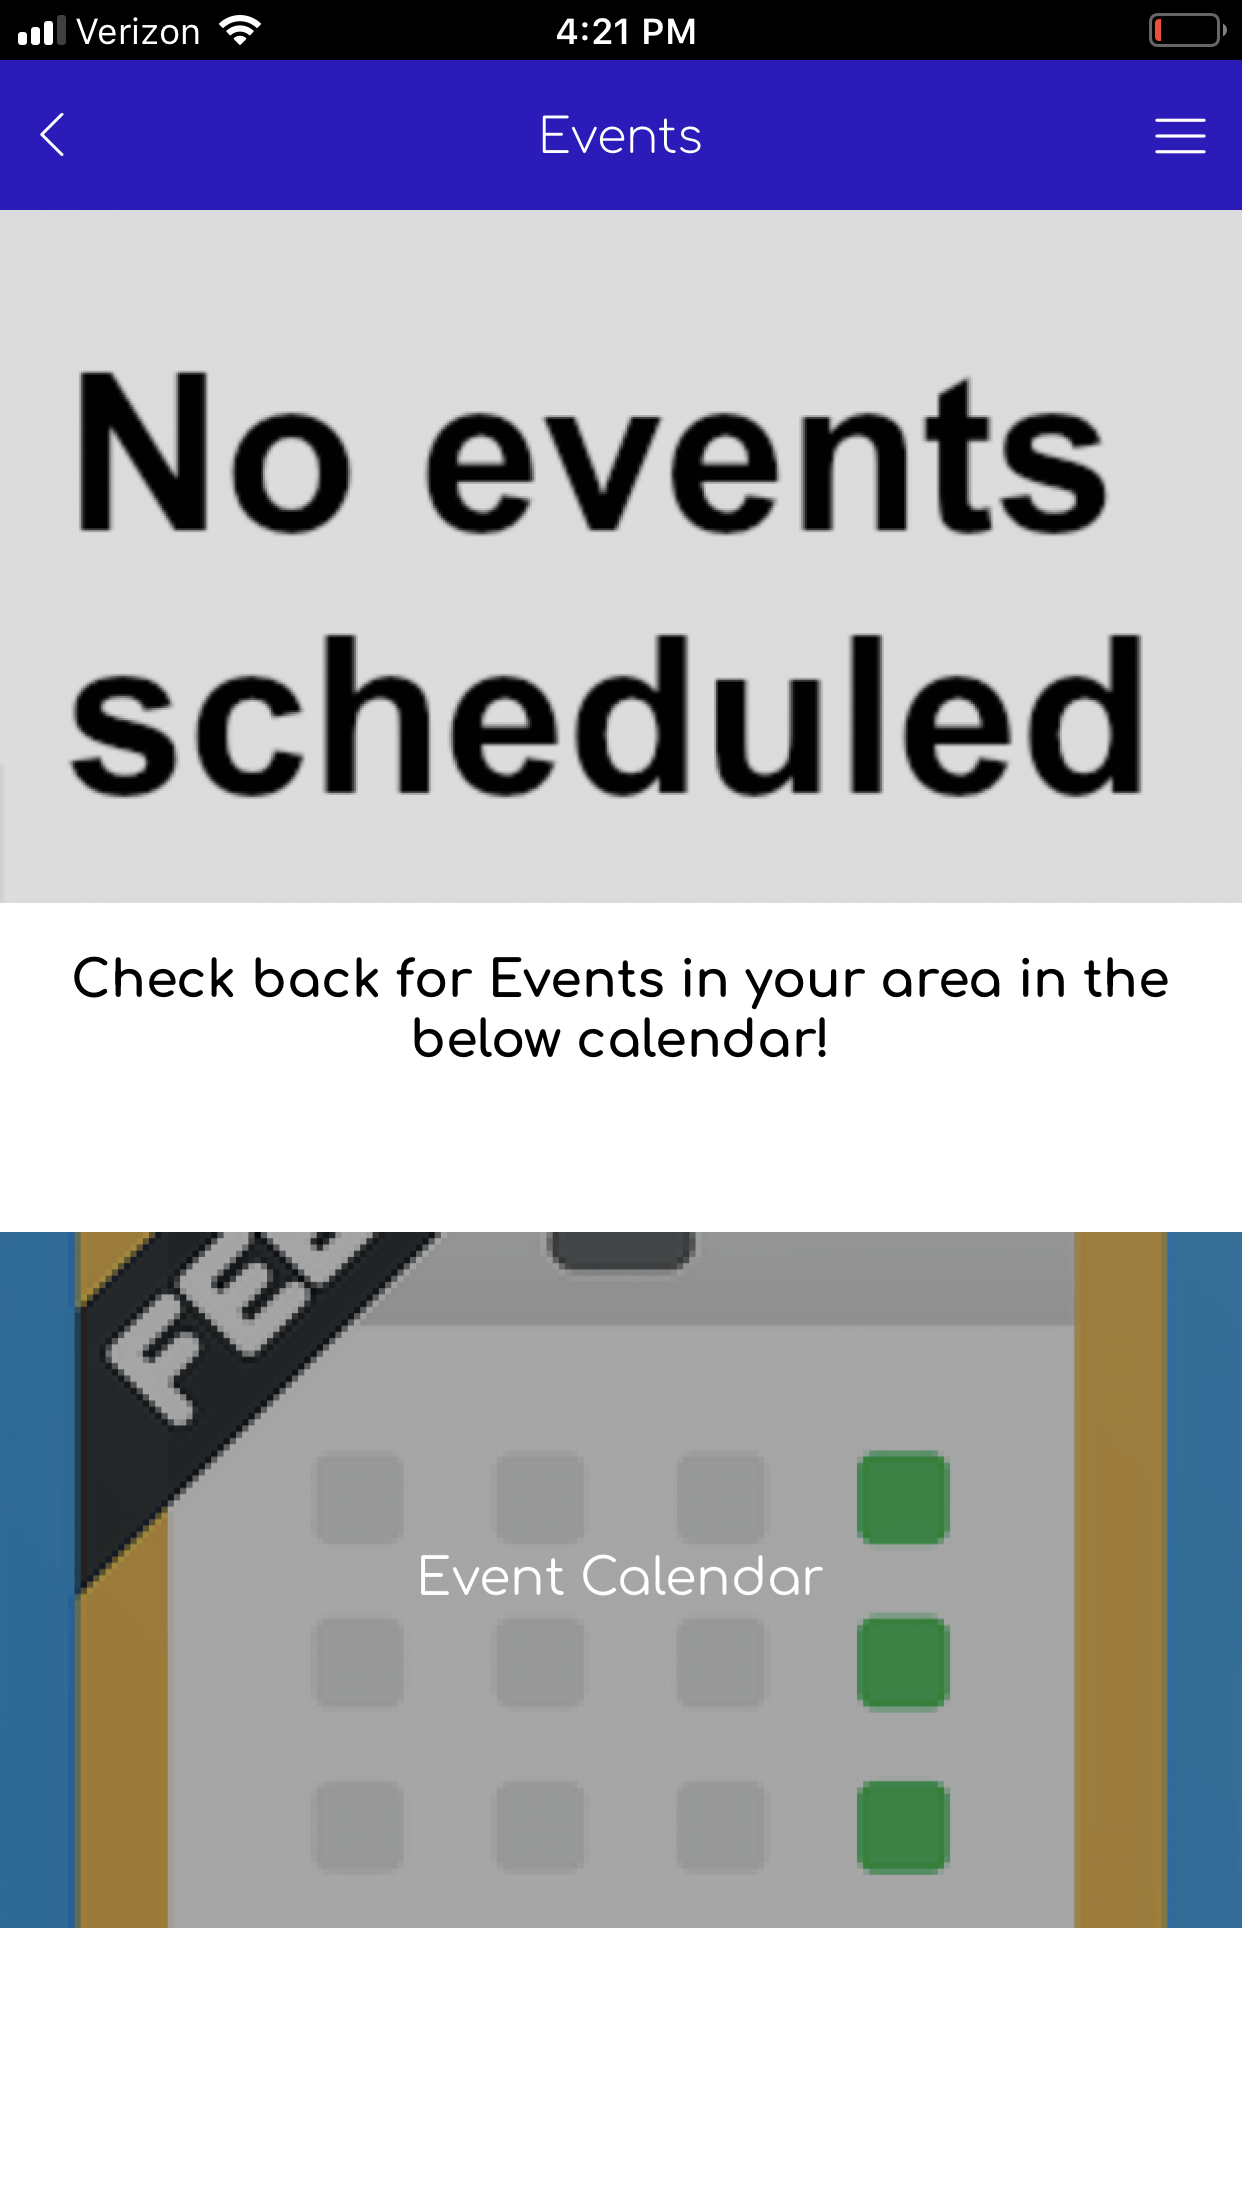 Verizon 4:21 PM
Events
No events
scheduled
Check back for Events in your area in the
below calendar!
Event Calendar